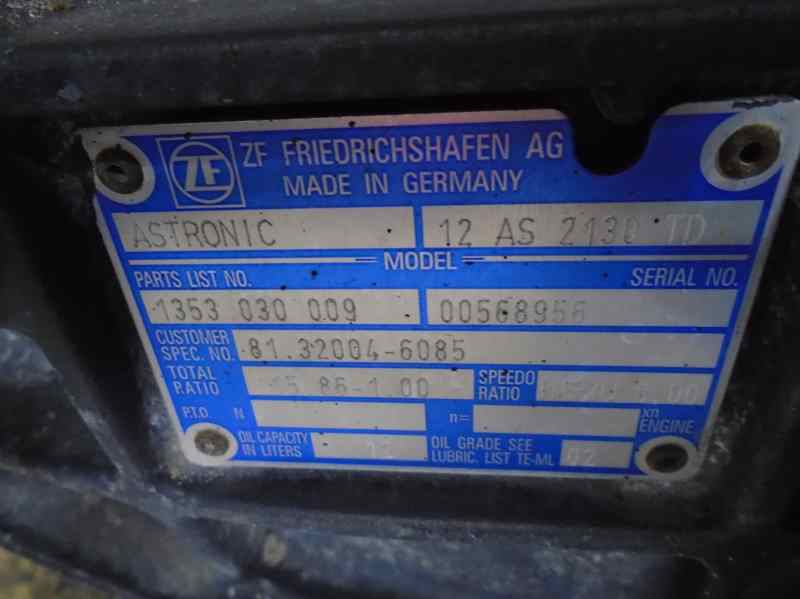 ZF ZF FRIEDRICHSHAFEN AG
MADE IN GERMANY
ASTRONIC 12 AS 2130 TD
MODEL
PARTS LIST NO. SERIAL NO.
1353 030 009 00568956
CUSTOMER
SPEC. NO. 81.32004-6085
TOTAL
RATIO 15.86-1.00 SPEEDO
RATIO
P.T.O. N n= xn
ENGINE
OIL CAPACITY
IN LITERS 12 OIL GRADE SEE
LUBRIC. LIST TE-ML 02